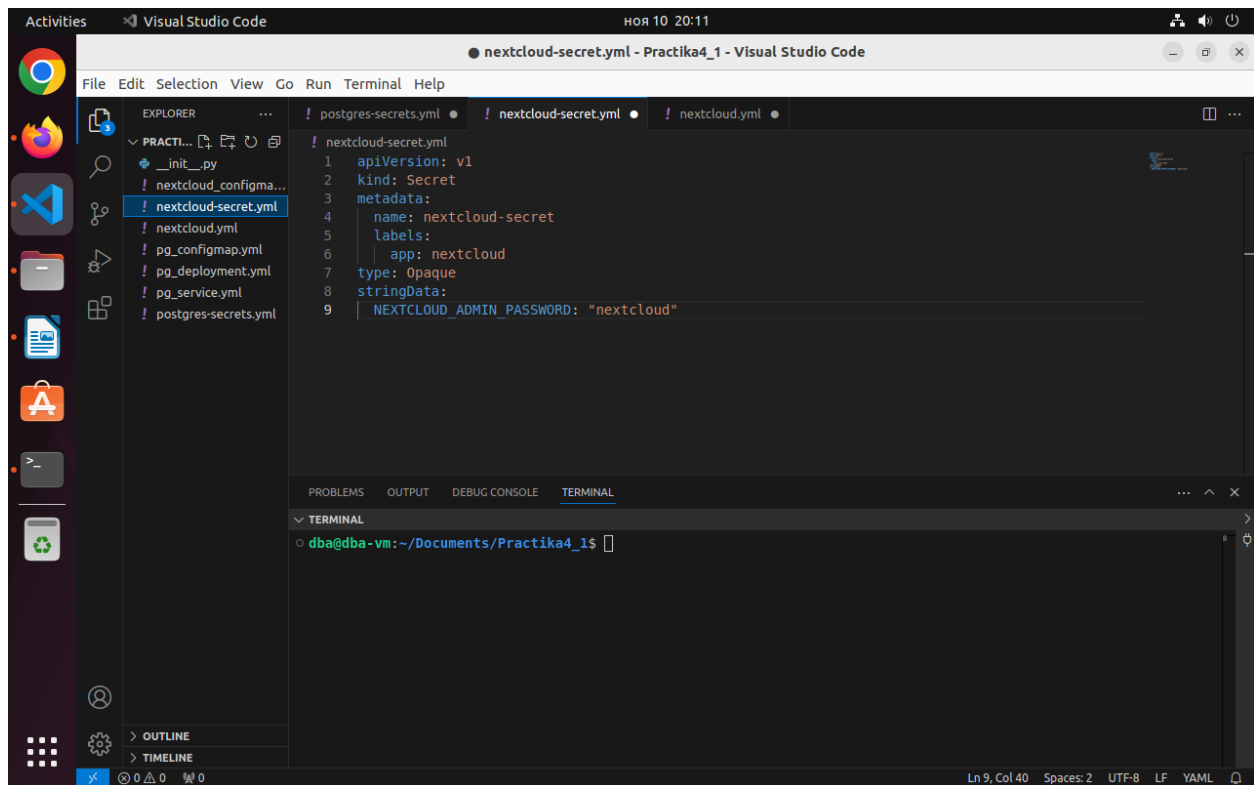 Activities Visual Studio Code ноя 10 20:11
nextcloud-secret.yml - Practika4_1 - Visual Studio Code
File Edit Selection View Go Run Terminal Help
3
EXPLORER ...
PRACTI...
__init__.py
nextcloud_configma...
nextcloud-secret.yml
nextcloud.yml
pg_configmap.yml
pg_deployment.yml
pg_service.yml
postgres-secrets.yml
OUTLINE
TIMELINE
! postgres-secrets.yml ● ! nextcloud-secret.yml ● ! nextcloud.yml ● ...
! nextcloud-secret.yml
1 apiVersion: v1
2 kind: Secret
3 metadata:
4 name: nextcloud-secret
5 labels:
6 app: nextcloud
7 type: Opaque
8 stringData:
9 NEXTCLOUD_ADMIN_PASSWORD: "nextcloud"
PROBLEMS OUTPUT DEBUG CONSOLE TERMINAL ...
TERMINAL
dba@dba-vm:~/Documents/Practika4_1$
0 0 0 Ln 9, Col 40 Spaces: 2 UTF-8 LF YAML